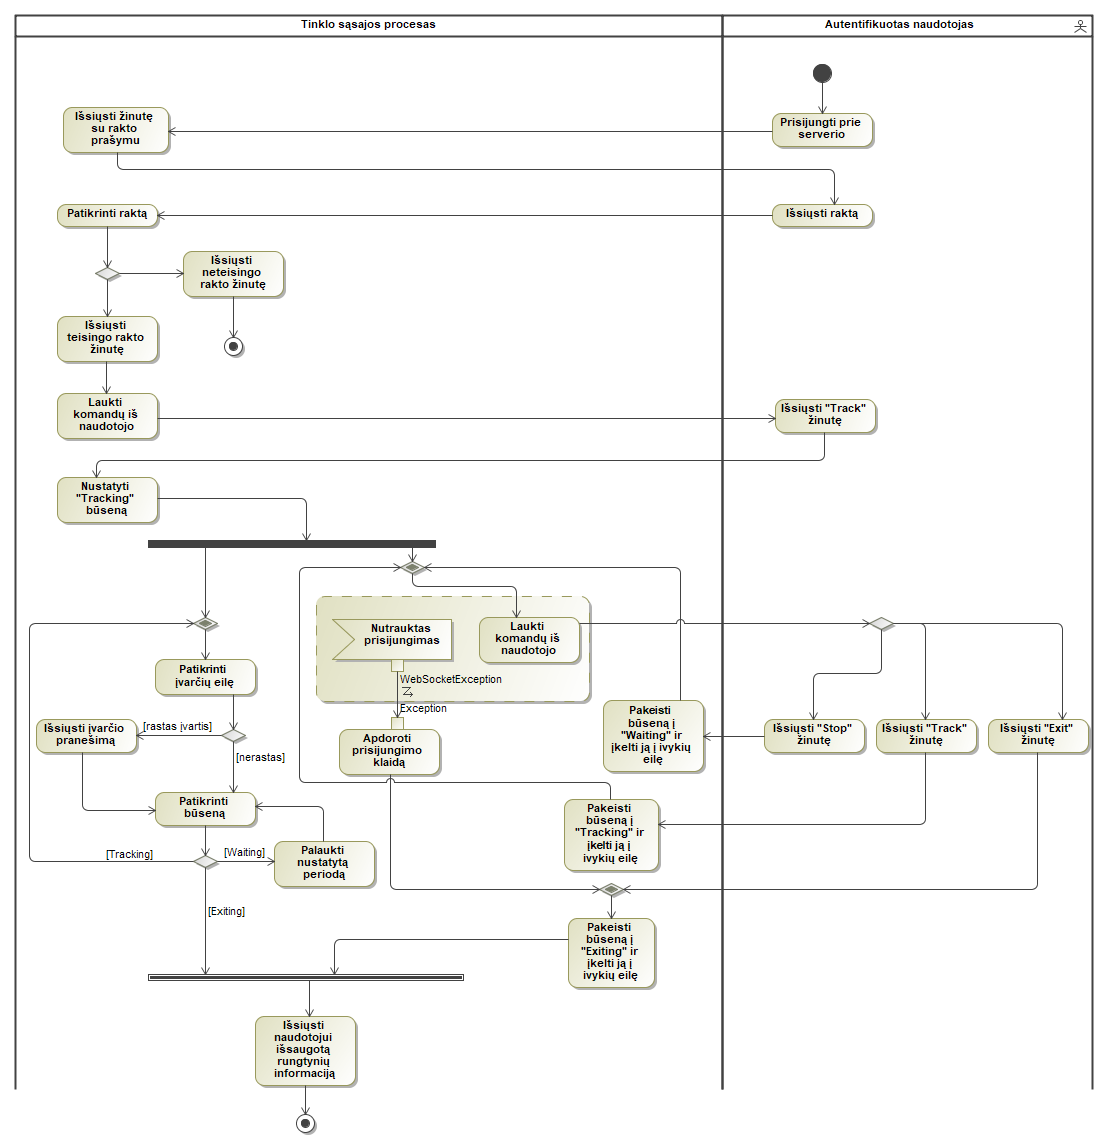 Tinklo sąsajos procesas
Autentifikuotas naudotojas
Išsiųsti žinutę
su rakto
prašymu
Prisijungti prie
serverio
Patikrinti raktą
Išsiųsti raktą
Išsiųsti
neteisingo
rakto žinutę
Išsiųsti
teisingo rakto
žinutę
Laukti
komandų iš
naudotojo
Išsiųsti "Track"
žinutę
Nustatyti
"Tracking"
būseną
Nutrauktas
prisijungimas
Laukti
komandų iš
naudotojo
WebSocketException
Exception
Patikrinti
įvarčių eilę
Išsiųsti įvarčio
pranešimą
[rastas įvartis]
[nerastas]
Apdoroti
prisijungimo
klaidą
Pakeisti
būseną į
"Waiting" ir
įkelti ją į ivykių
eilę
Išsiųsti "Stop"
žinutę
Išsiųsti "Track"
žinutę
Išsiųsti "Exit"
žinutę
Patikrinti
būseną
Pakeisti
būseną į
"Tracking" ir
įkelti ją į
ivykių eilę
[Tracking]
[Waiting]
Palaukti
nustatytą
periodą
[Exiting]
Pakeisti
būseną į
"Exiting" ir
įkelti ją į
ivykių eilę
Išsiųsti
naudotojui
išsaugotą
rungtynių
informaciją